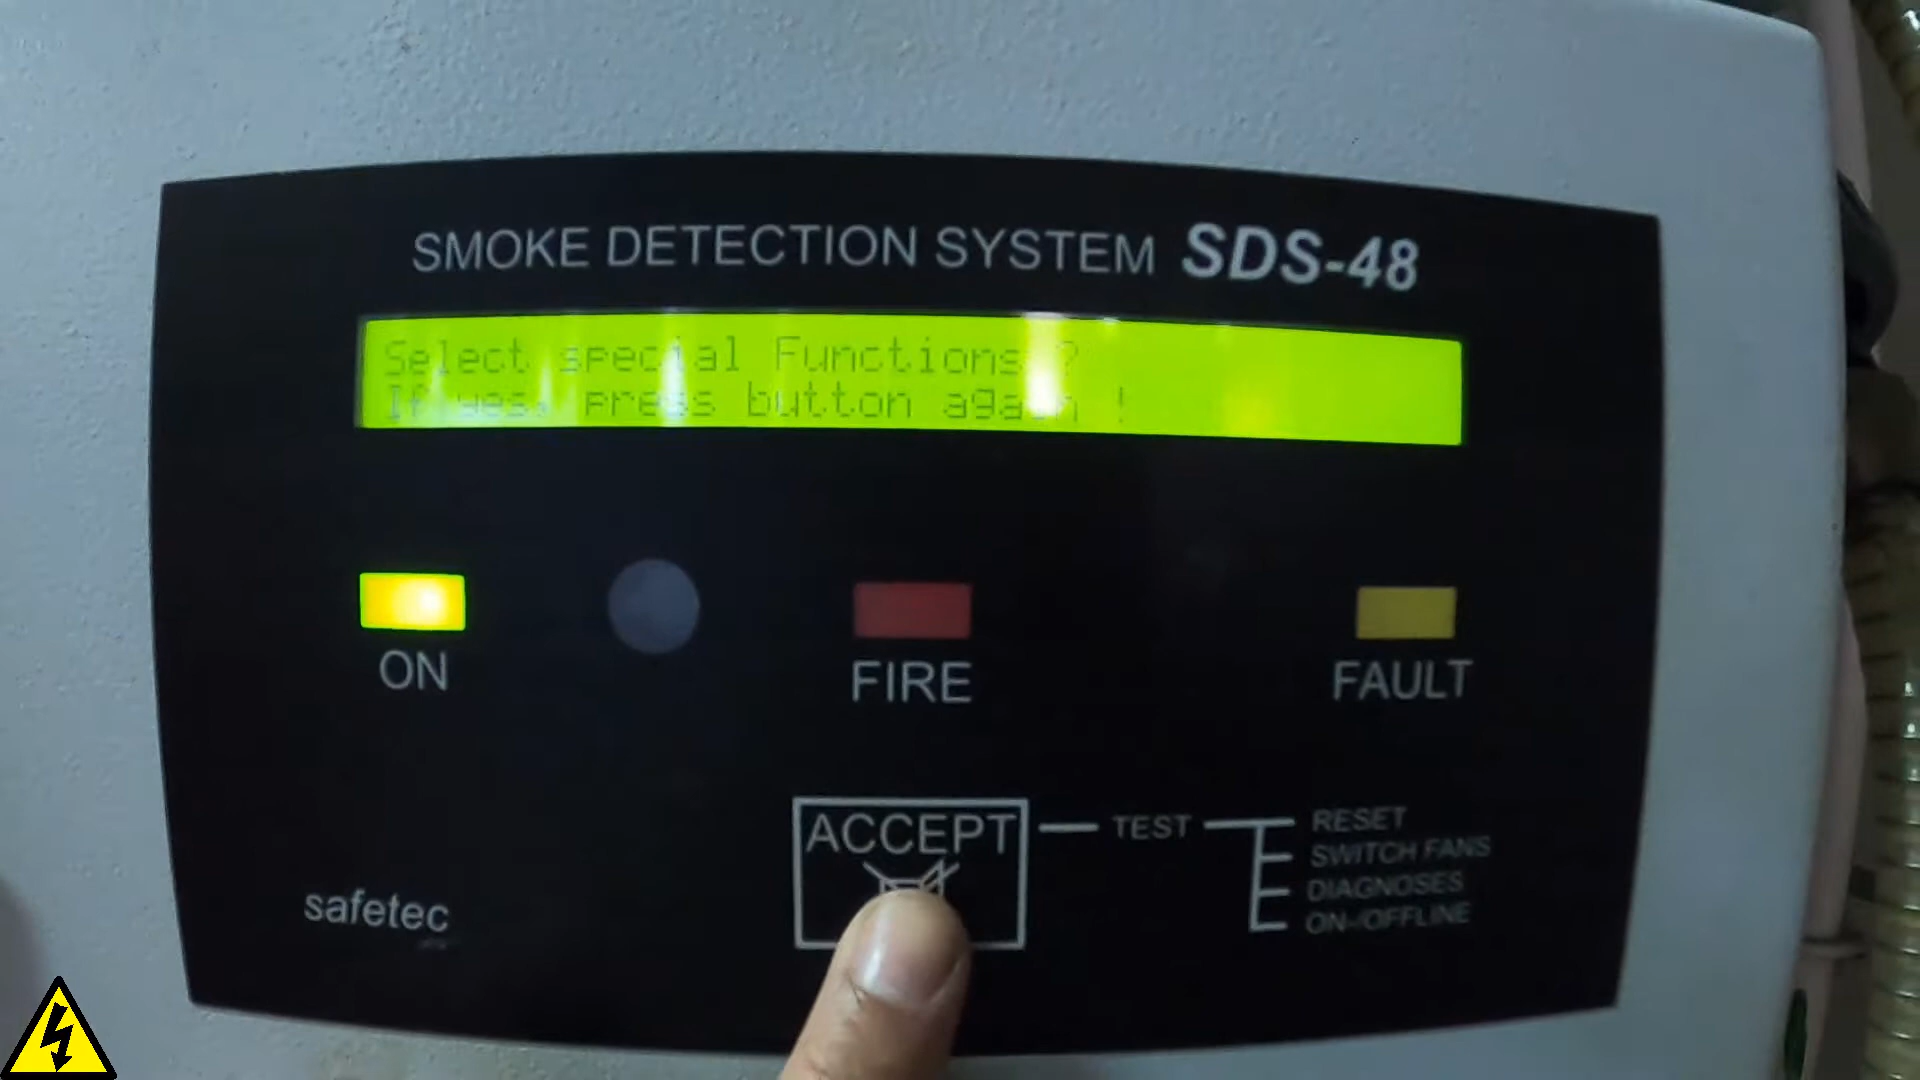 SMOKE DETECTION SYSTEM SDS-48
Select special Functions ?
If yes, press button again !
ON
FIRE
FAULT
ACCEPT
TEST
RESET
SWITCH FANS
DIAGNOSES
ON-/OFFLINE
safetec